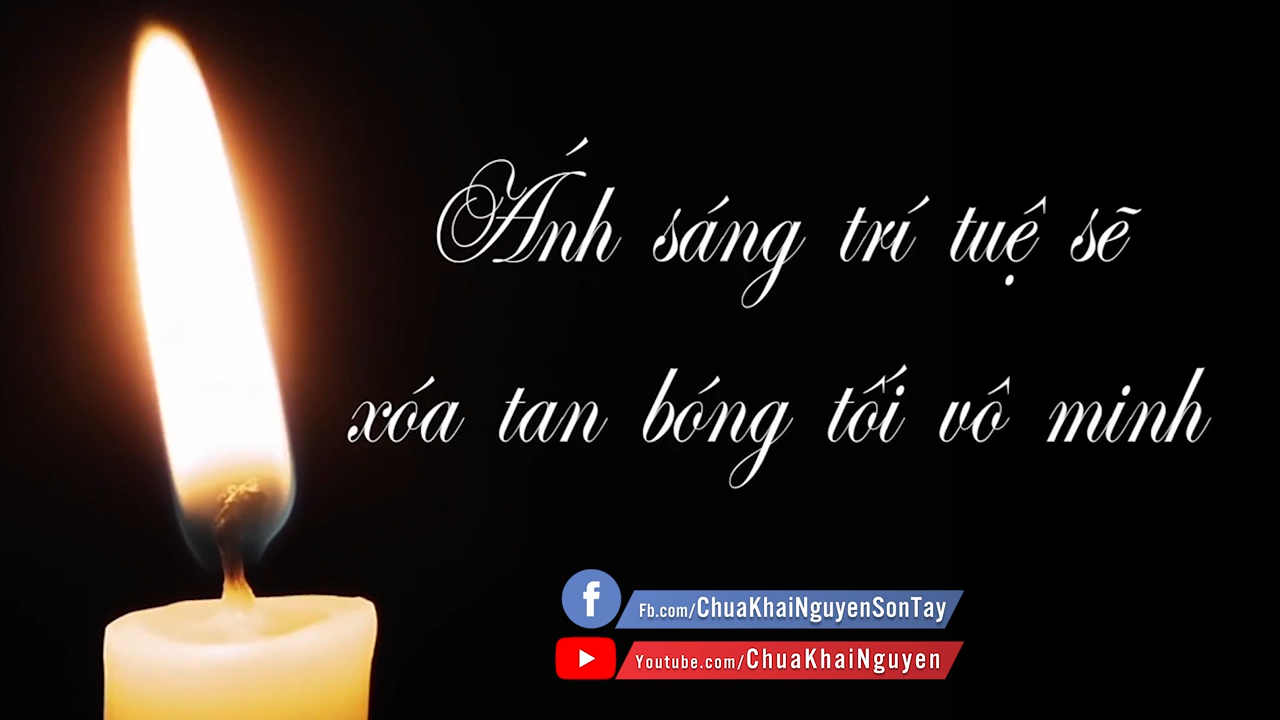 Ánh sáng trí tuệ sẽ
xóa tan bóng tối vô minh
Fb.com/ChuaKhaiNguyenSonTay
Youtube.com/ChuaKhaiNguyen